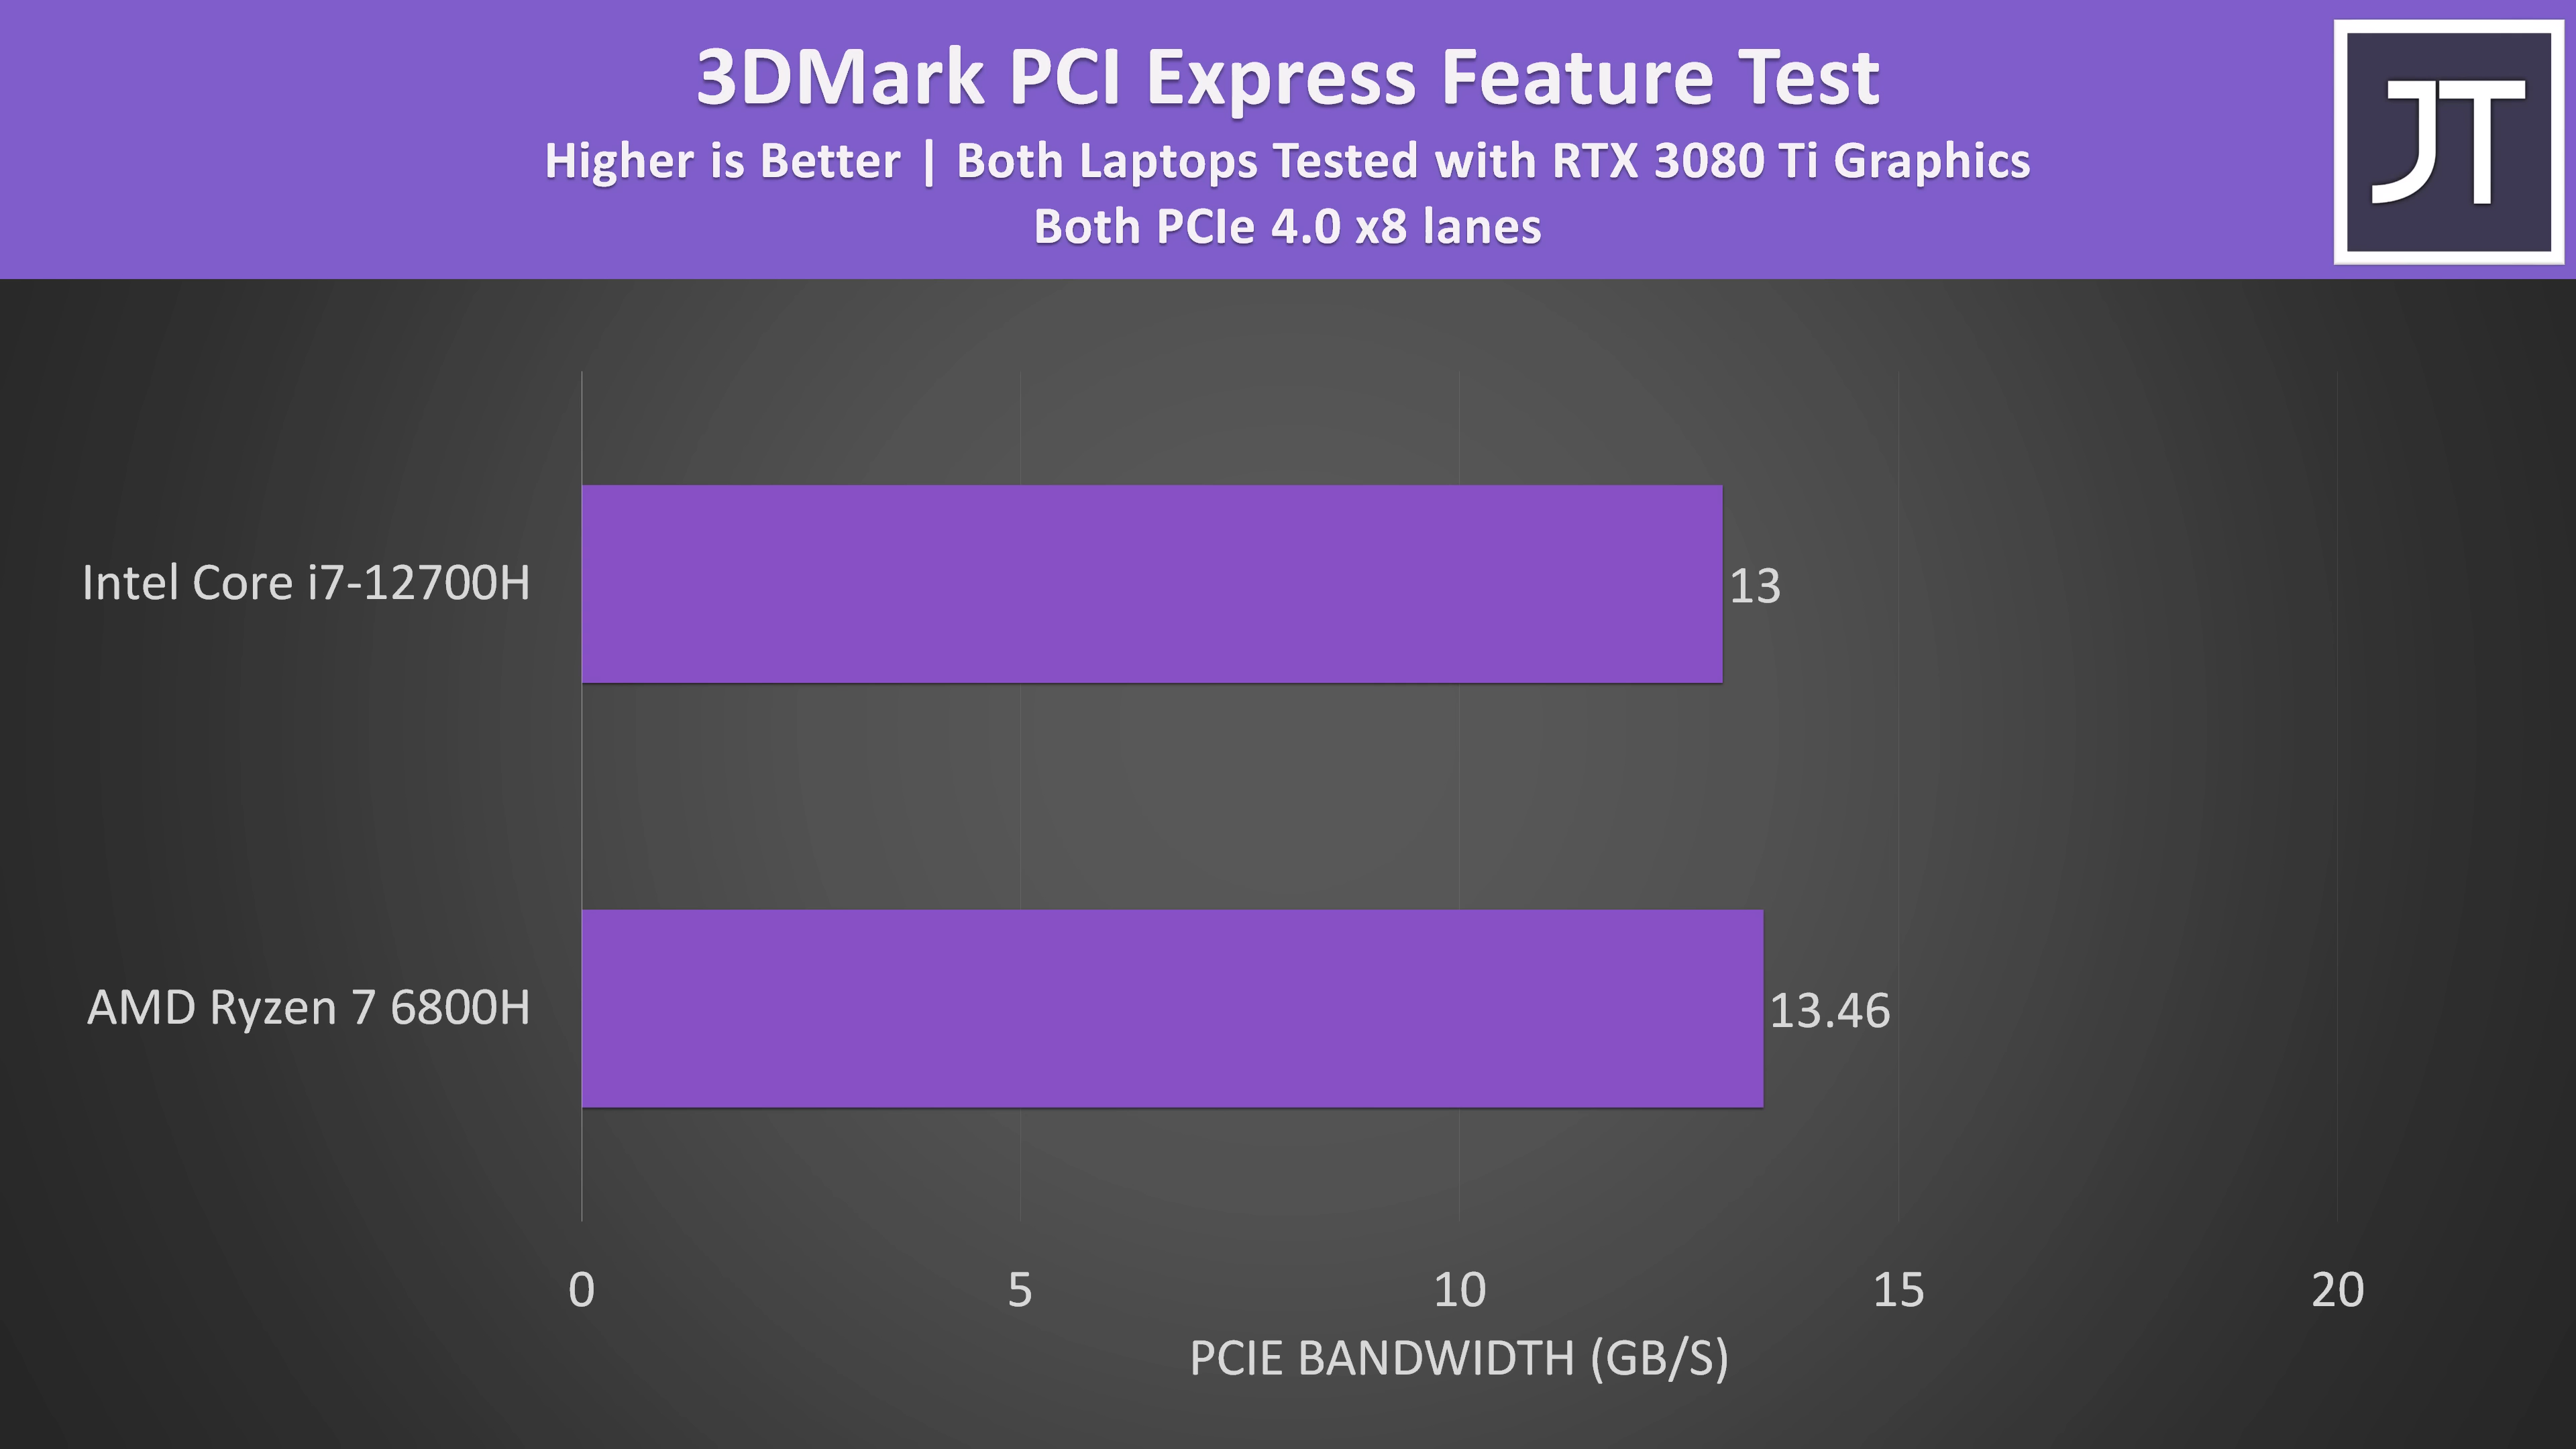 3DMark PCI Express Feature Test
Higher is Better | Both Laptops Tested with RTX 3080 Ti Graphics
Both PCIe 4.0 x8 lanes
JT
Intel Core i7-12700H
13
AMD Ryzen 7 6800H
13.46
0 5 10 15 20
PCIE BANDWIDTH (GB/S)